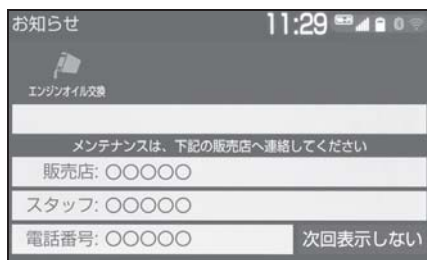 お知らせ 11:29
エンジンオイル交換
メンテナンスは、下記の販売店へ連絡してください
販売店: ○○○○○
スタッフ: ○○○○○
電話番号: ○○○○○ 次回表示しない